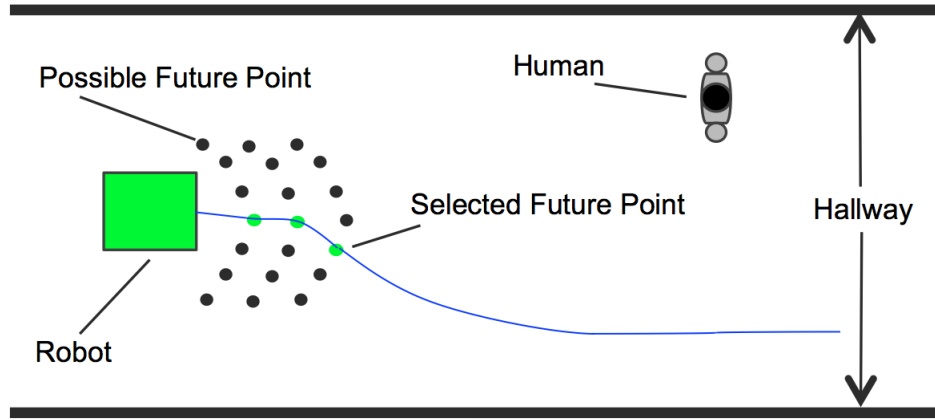 Human
Possible Future Point
Selected Future Point
Hallway
Robot